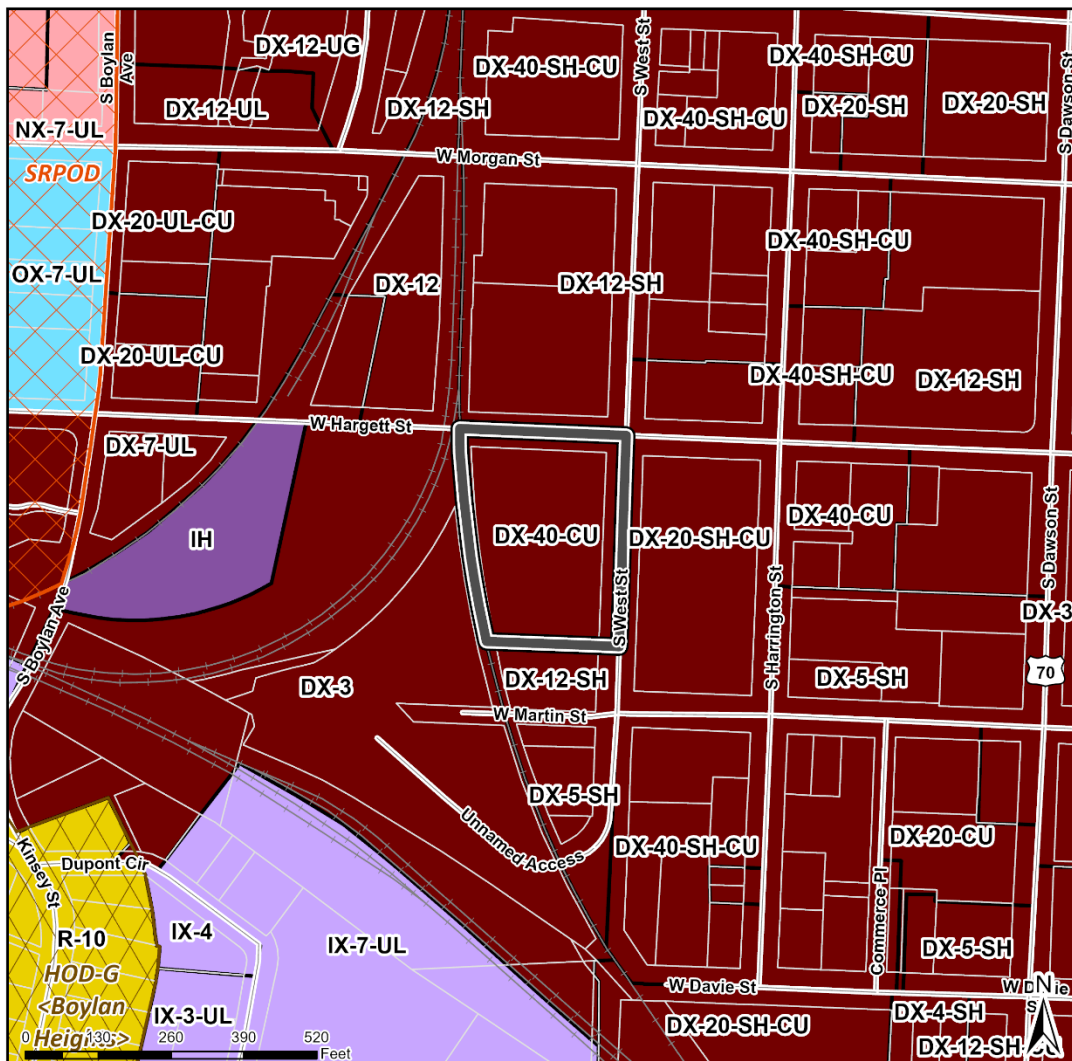 DX-12-UG
DX-40-SH-CU
S West St
DX-40-SH-CU
S Dawson St
S Boylan
Ave
DX-12-UL
DX-12-SH
DX-40-SH-CU
DX-20-SH
DX-20-SH
NX-7-UL
W Morgan St
SRPOD
DX-20-UL-CU
DX-40-SH-CU
OX-7-UL
DX-12
DX-12-SH
DX-20-UL-CU
DX-40-SH-CU
DX-12-SH
W Hargett St
DX-7-UL
IH
DX-40-CU
DX-20-SH-CU
DX-40-CU
S Dawson St
S West St
S Harrington St
DX-3
S Boylan Ave
DX-3
DX-12-SH
DX-5-SH
70
W Martin St
DX-5-SH
Unnamed Access
DX-40-SH-CU
DX-20-CU
Kinsey St
Dupont Cir
Commerce Pl
R-10
IX-4
IX-7-UL
DX-5-SH
HOD-G
<Boylan
Heights>
IX-3-UL
W Davie St
N
DX-20-SH-CU
DX-4-SH
DX-12-SH
0 130 260 390 520
Feet